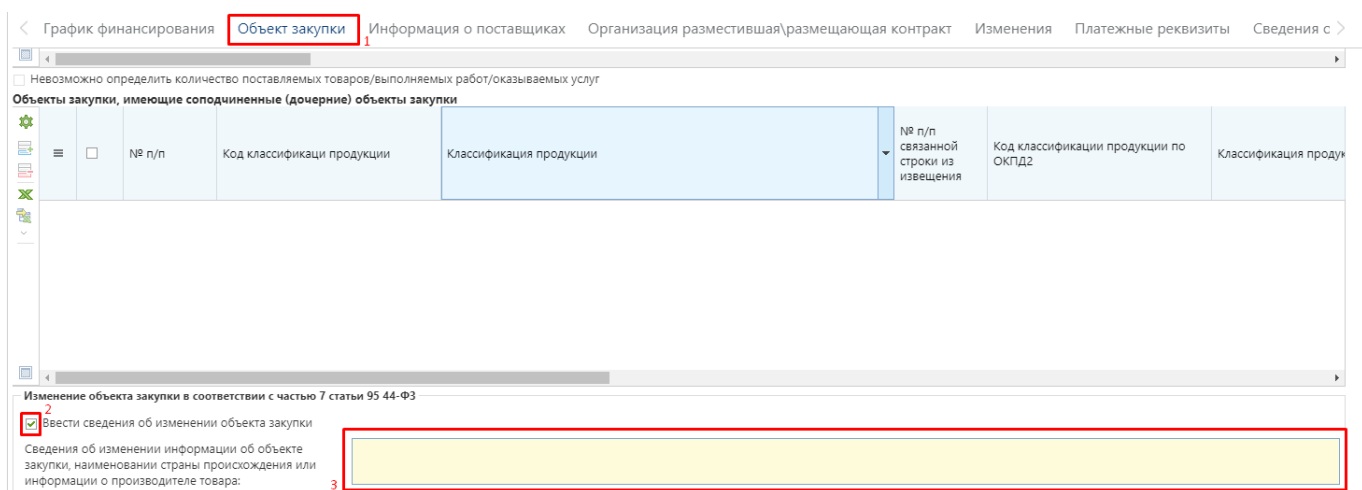 График финансирования Объект закупки Информация о поставщиках Организация разместившая\размещающая контракт Изменения Платежные реквизиты Сведения с
1
Невозможно определить количество поставляемых товаров/выполняемых работ/оказываемых услуг
Объекты закупки, имеющие соподчиненные (дочерние) объекты закупки
№ п/п Код классификаци продукции Классификация продукции
№ п/п
связанной
строки из
извещения
Код классификации продукции по
ОКПД2
Классификация продук
Изменение объекта закупки в соответствии с частью 7 статьи 95 44-ФЗ
2
Ввести сведения об изменении объекта закупки
Сведения об изменении информации об объекте
закупки, наименовании страны происхождения или
информации о производителе товара:
3